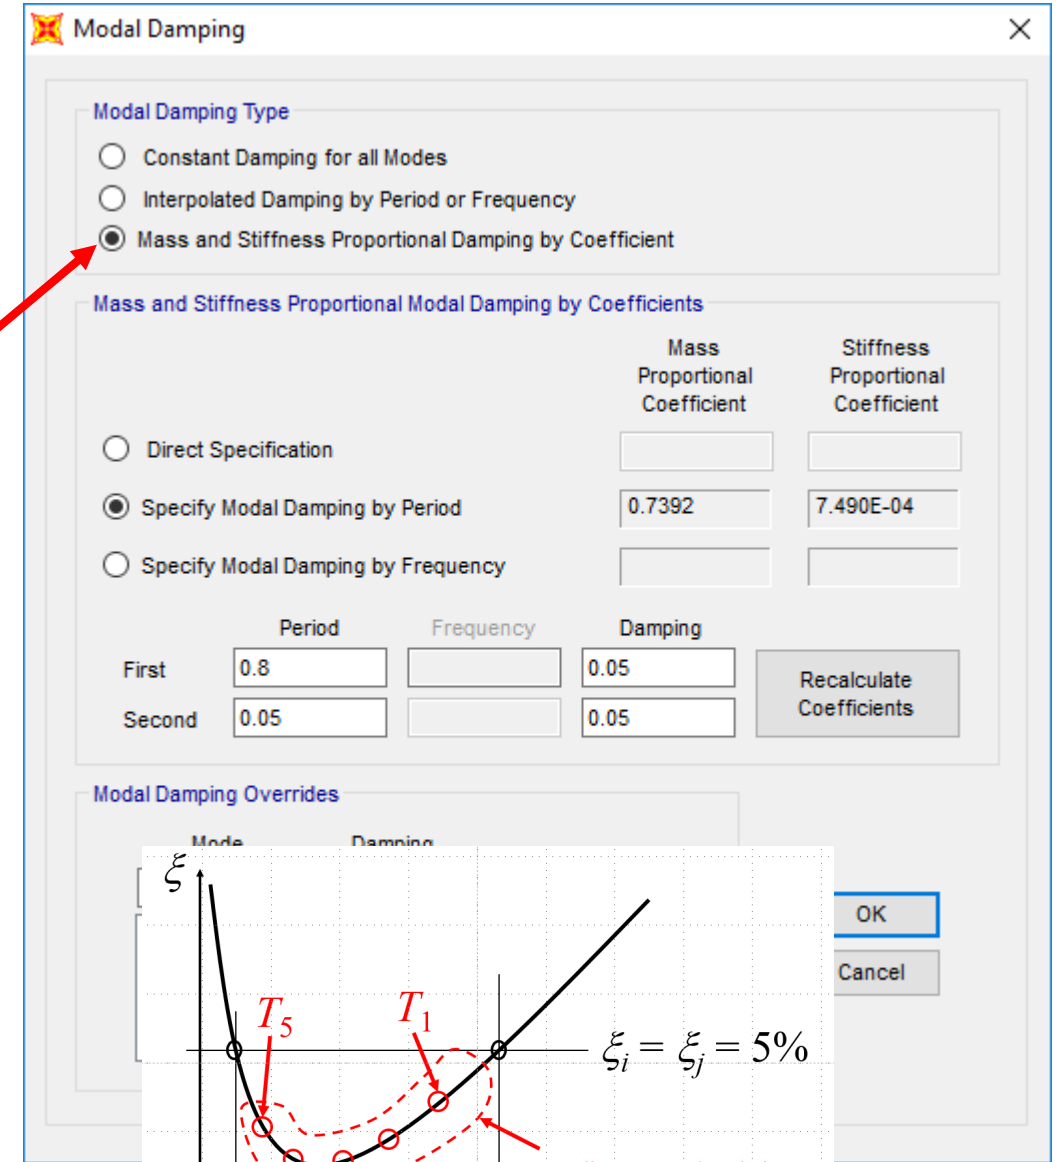 Modal Damping
Modal Damping Type
Constant Damping for all Modes
Interpolated Damping by Period or Frequency
Mass and Stiffness Proportional Damping by Coefficient
Mass and Stiffness Proportional Modal Damping by Coefficients
Mass Proportional Coefficient
Stiffness Proportional Coefficient
Direct Specification
Specify Modal Damping by Period 0.7392 7.490E-04
Specify Modal Damping by Frequency
Period Frequency Damping
First 0.8 0.05
Second 0.05 0.05
Recalculate Coefficients
Modal Damping Overrides
Mode Damping
OK
Cancel
ξ
T5 T1
ξi = ξj = 5%